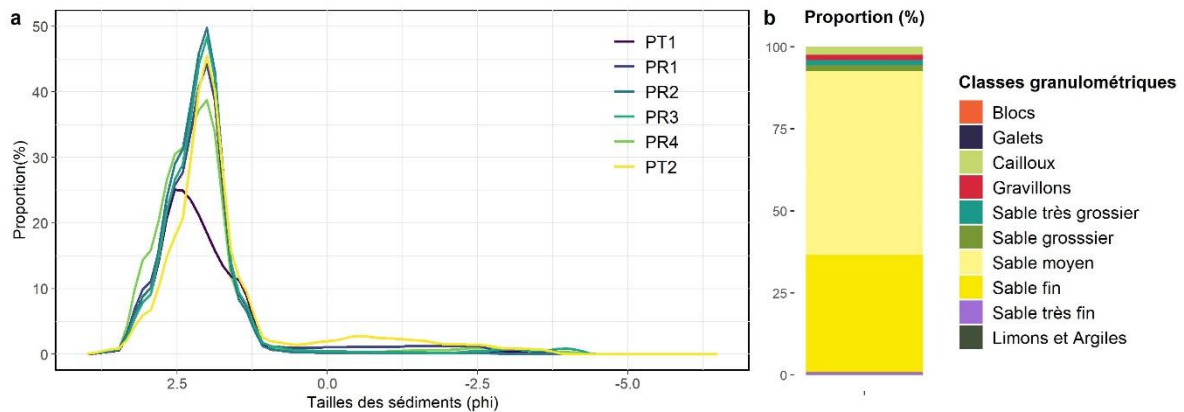 a
50
40
30
20
10
0
Proportion(%)
2.5 0.0 -2.5 -5.0
Tailles des sédiments (phi)
PT1
PR1
PR2
PR3
PR4
PT2
b Proportion (%)
100
75
50
25
0
Classes granulométriques
Blocs
Galets
Cailloux
Gravillons
Sable très grossier
Sable grosssier
Sable moyen
Sable fin
Sable très fin
Limons et Argiles